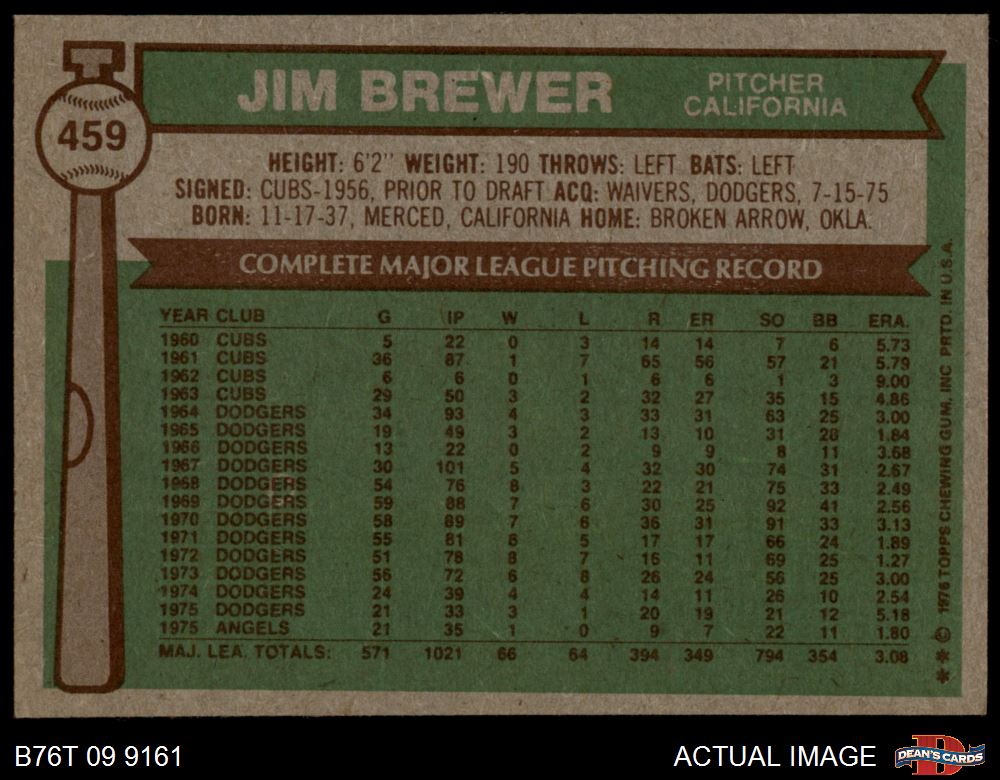 JIM BREWER
PITCHER
CALIFORNIA
459
HEIGHT: 6'2" WEIGHT: 190 THROWS: LEFT BATS: LEFT
SIGNED: CUBS-1956, PRIOR TO DRAFT ACQ: WAIVERS, DODGERS, 7-15-75
BORN: 11-17-37, MERCED, CALIFORNIA HOME: BROKEN ARROW, OKLA.
COMPLETE MAJOR LEAGUE PITCHING RECORD
YEAR CLUB G IP W L R ER SO BB ERA.
1960 CUBS 5 22 0 3 14 14 7 6 5.73
1961 CUBS 36 87 1 7 65 56 57 21 5.79
1962 CUBS 6 6 0 1 6 6 1 3 9.00
1963 CUBS 29 50 3 2 32 27 35 15 4.86
1964 DODGERS 34 93 4 3 33 31 63 25 3.00
1965 DODGERS 19 49 3 2 13 10 31 28 1.84
1966 DODGERS 13 22 0 2 9 9 8 11 3.68
1967 DODGERS 30 101 5 4 32 30 74 31 2.67
1968 DODGERS 54 76 8 3 22 21 75 33 2.49
1969 DODGERS 59 88 7 6 30 25 92 41 2.56
1970 DODGERS 58 89 7 6 36 31 91 33 3.13
1971 DODGERS 55 81 6 5 17 17 66 24 1.89
1972 DODGERS 51 78 8 7 16 11 69 25 1.27
1973 DODGERS 56 72 6 8 26 24 56 25 3.00
1974 DODGERS 24 39 4 4 14 11 26 10 2.54
1975 DODGERS 21 33 3 1 20 19 21 12 5.18
1975 ANGELS 21 35 1 0 9 7 22 11 1.80
MAJ. LEA. TOTALS: 571 1021 66 64 394 349 794 354 3.08
** © 1976 TOPPS CHEWING GUM, INC PRTD. IN U.S.A.
B76T 09 9161
ACTUAL IMAGE
D
DEAN'S CARDS